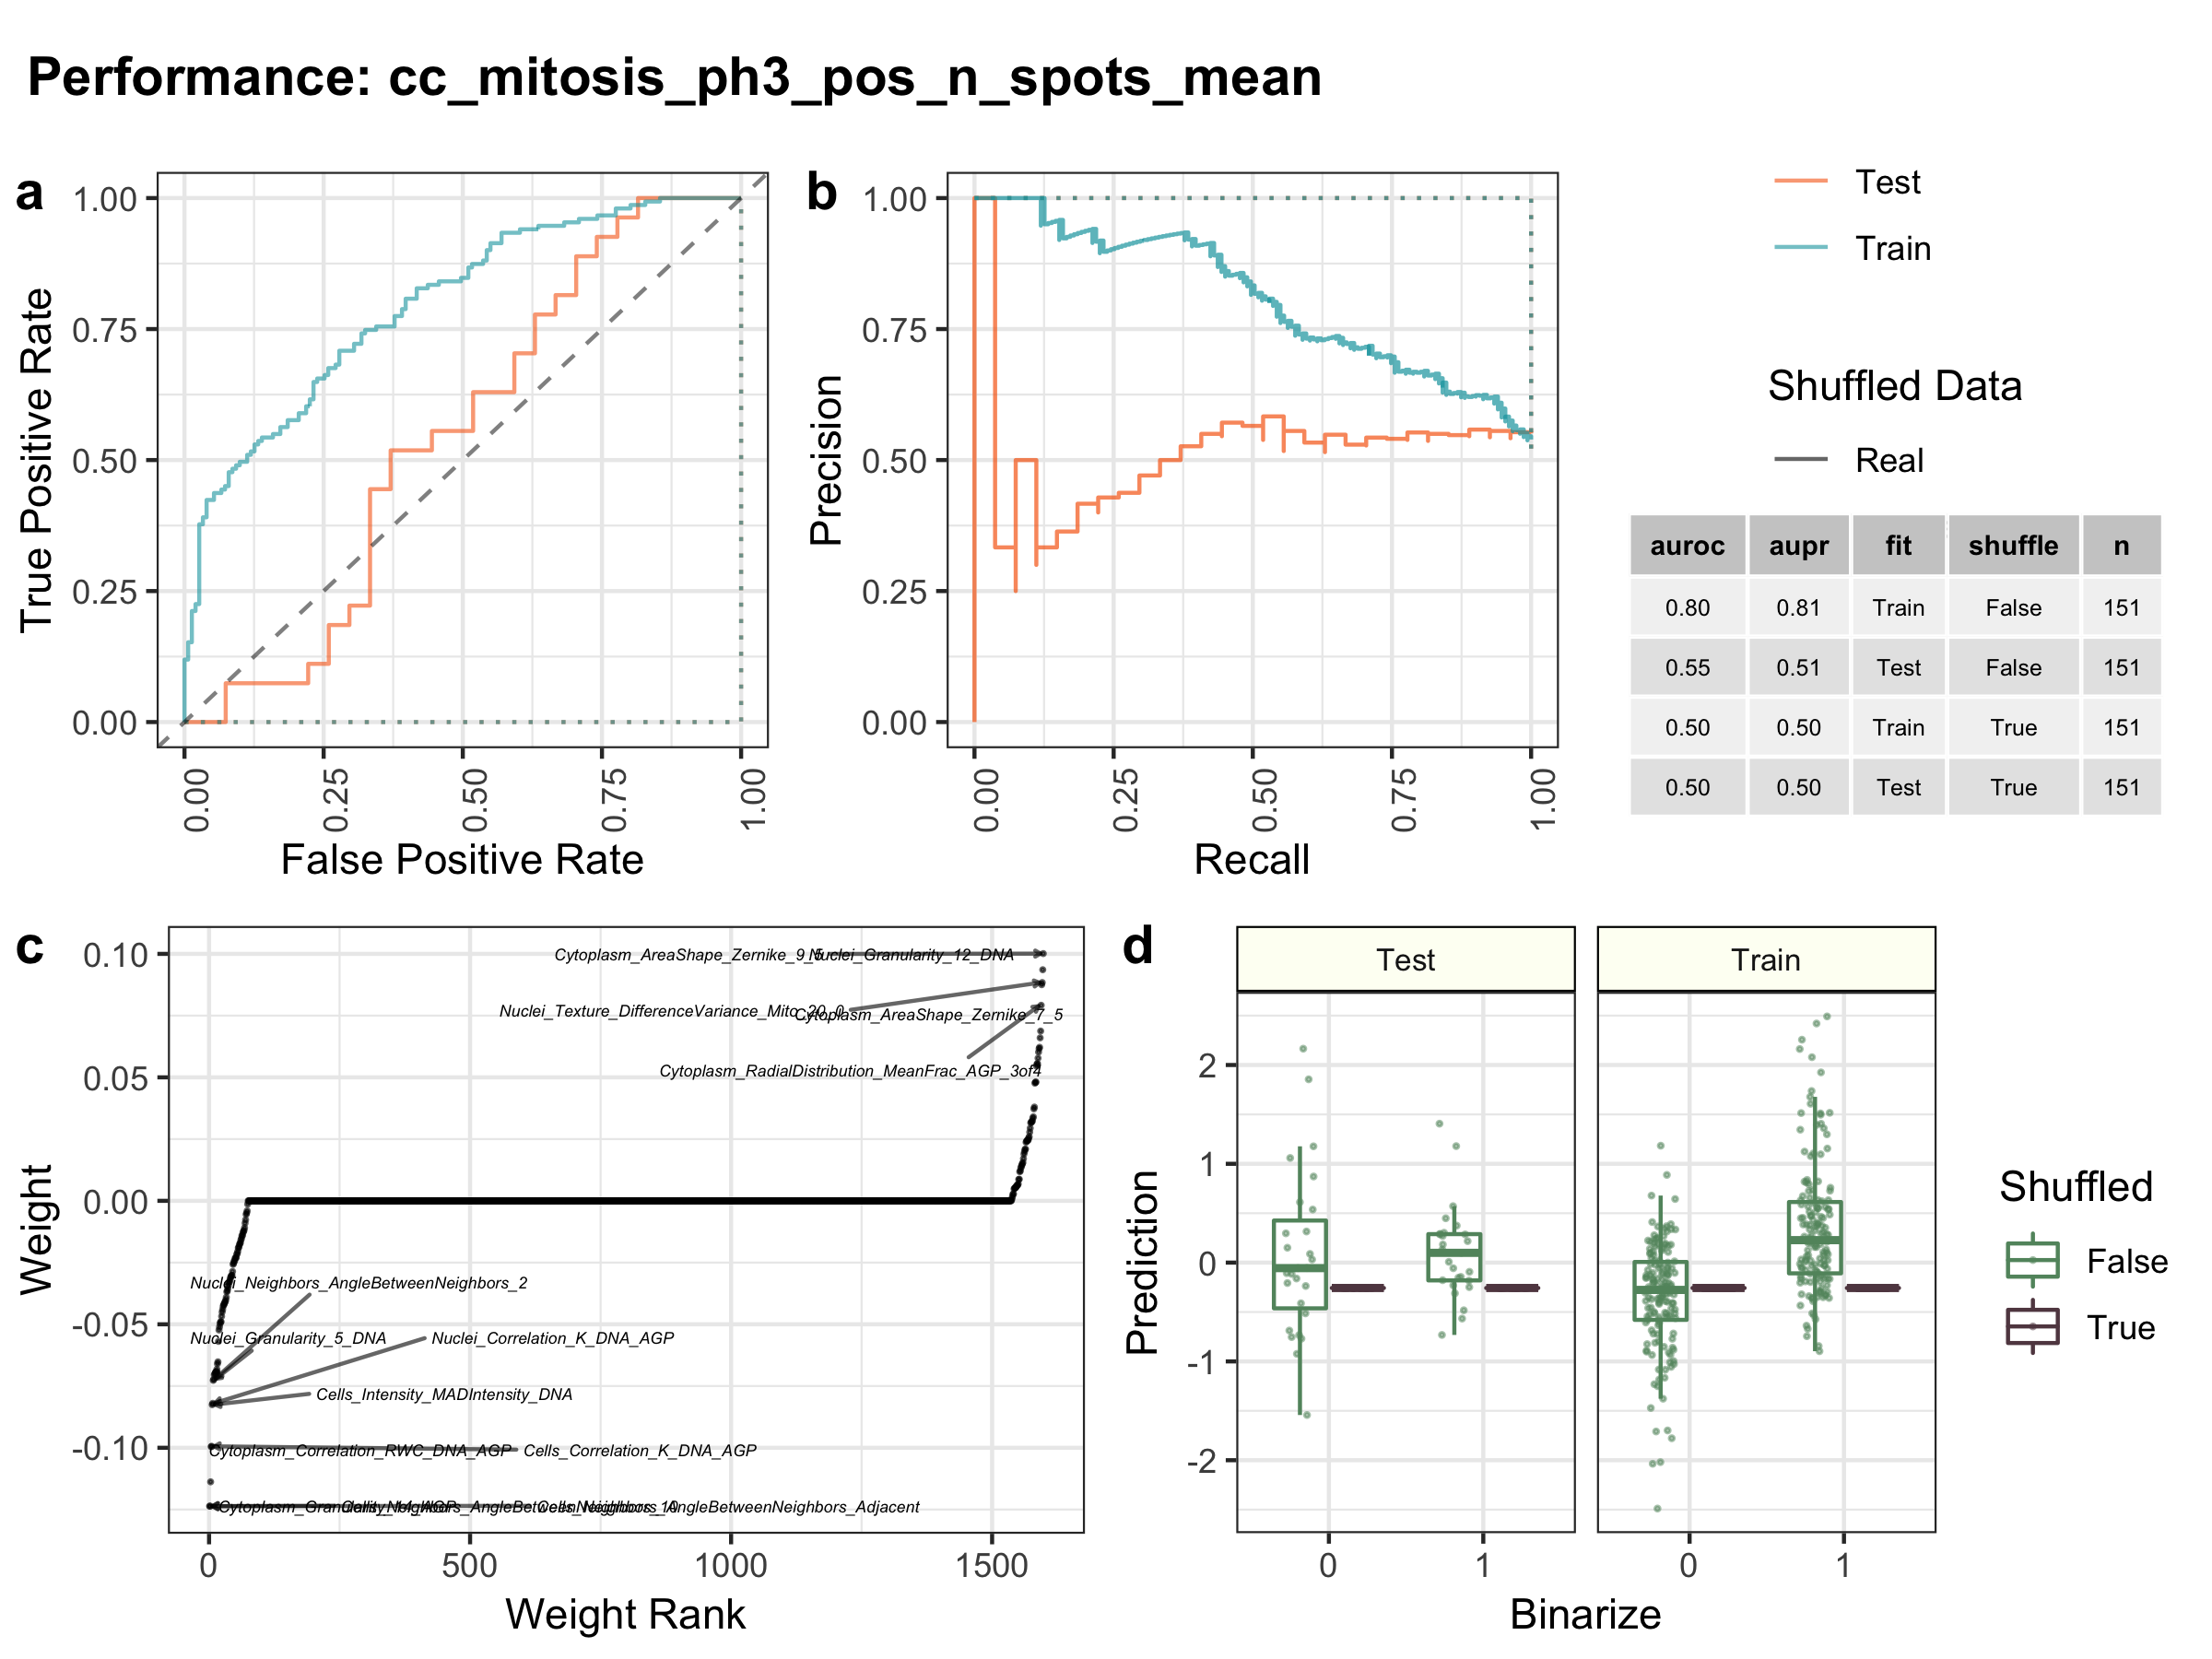 Performance: cc_mitosis_ph3_pos_n_spots_mean
a
1.00
0.75
0.50
0.25
0.00
True Positive Rate
0.00
0.25
0.50
0.75
1.00
False Positive Rate
b
1.00
0.75
0.50
0.25
0.00
Precision
0.00
0.25
0.50
0.75
1.00
Recall
Test
Train
Shuffled Data
Real
auroc aupr fit shuffle n
0.80 0.81 Train False 151
0.55 0.51 Test False 151
0.50 0.50 Train True 151
0.50 0.50 Test True 151
c
0.10
0.05
0.00
-0.05
-0.10
Weight
Cytoplasm_AreaShape_Zernike_9_5
Nuclei_Granularity_12_DNA
Nuclei_Texture_DifferenceVariance_Mito_20_0
Cytoplasm_AreaShape_Zernike_7_5
Cytoplasm_RadialDistribution_MeanFrac_AGP_3of4
Nuclei_Neighbors_AngleBetweenNeighbors_2
Nuclei_Granularity_5_DNA
Nuclei_Correlation_K_DNA_AGP
Cells_Intensity_MADIntensity_DNA
Cytoplasm_Correlation_RWC_DNA_AGP
Cells_Correlation_K_DNA_AGP
Cytoplasm_Granularity_14_AGP
Cells_Neighbors_AngleBetweenNeighbors_10
Cells_Neighbors_AngleBetweenNeighbors_Adjacent
0
500
1000
1500
Weight Rank
d
Test
Train
2
1
0
-1
-2
Prediction
0
1
0
1
Binarize
Shuffled
False
True